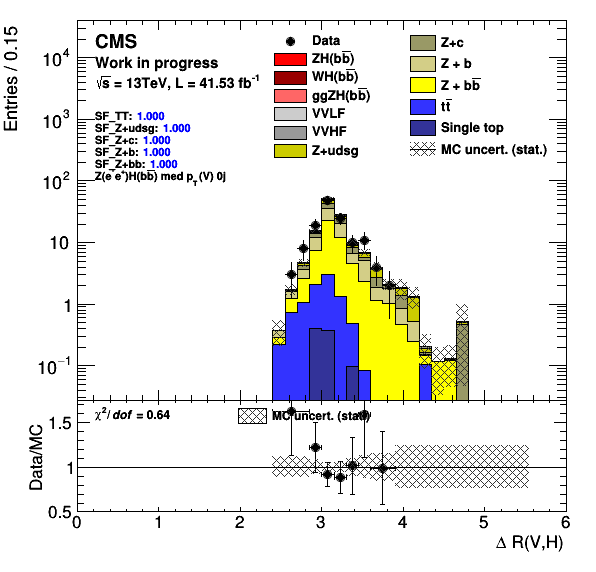 Entries / 0.15
10⁴
10³
10²
10
1
10⁻¹
CMS
Work in progress
√s = 13TeV, L = 41.53 fb⁻¹
SF_TT: 1.000
SF_Z+udsg: 1.000
SF_Z+c: 1.000
SF_Z+b: 1.000
SF_Z+bb: 1.000
Z(e⁻e⁺)H(bb̅) med p_T(V) 0j
Data
ZH(bb̅)
WH(bb̅)
ggZH(bb̅)
VVLF
VVHF
Z+udsg
Z+c
Z + b
Z + bb̅
tt̅
Single top
MC uncert. (stat.)
χ²/dof = 0.64
MC uncert. (stat)
Data/MC
1.5
1
0.5
0 1 2 3 4 5 6
Δ R(V,H)